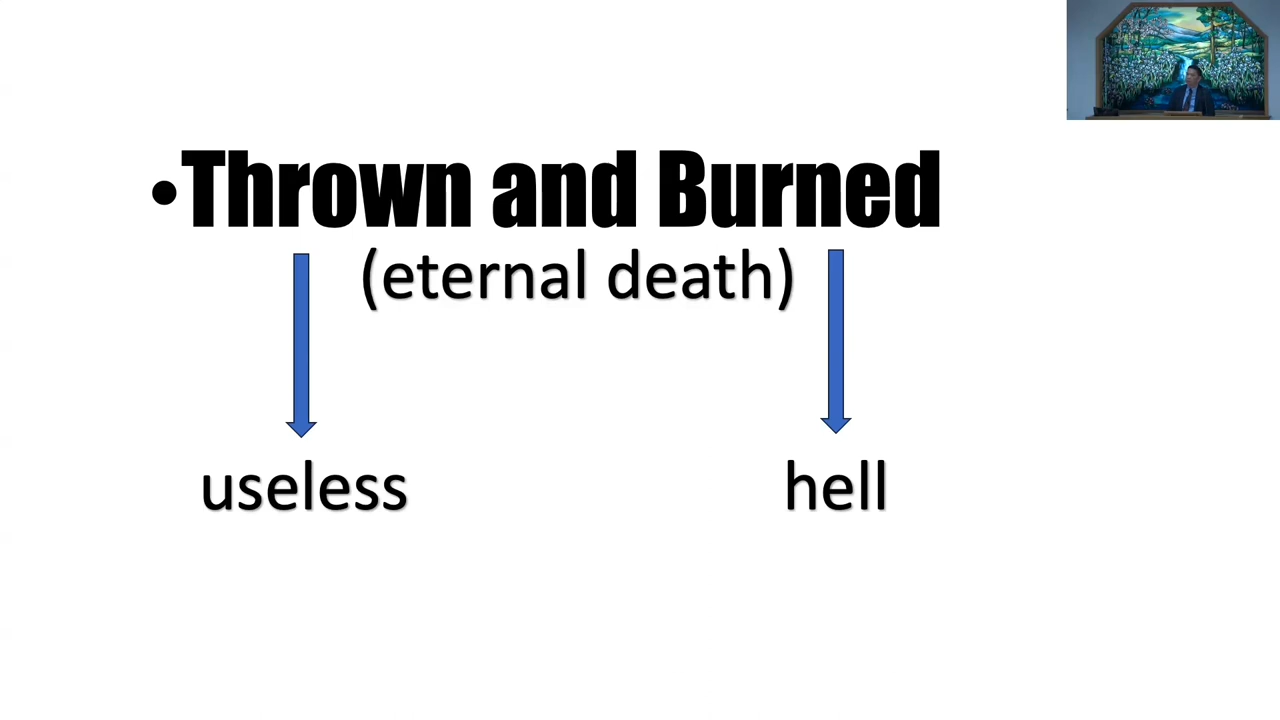 •Thrown and Burned
(eternal death)
useless
hell